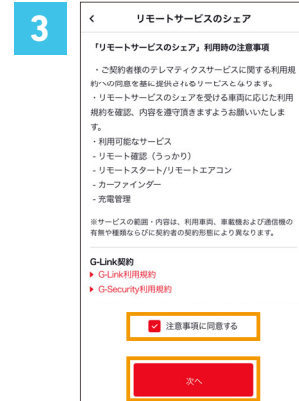 3
く リモートサービスのシェア
「リモートサービスのシェア」利用時の注意事項
・ご契約者様のテレマティクスサービスに関する利用規
約への同意を基に提供されるサービスとなります。
・リモートサービスのシェアを受ける車両に応じた利用
規約を確認、内容を遵守頂きますようお願いいたしま
す。
・利用可能なサービス
- リモート確認（うっかり）
- リモートスタート/リモートエアコン
- カーファインダー
- 充電管理
※サービスの範囲・内容は、利用車両、車載機および通信機の
有無や種類ならびに契約者の契約形態により異なります。
G-Link契約
▶ G-Link利用規約
▶ G-Security利用規約
注意事項に同意する
次へ